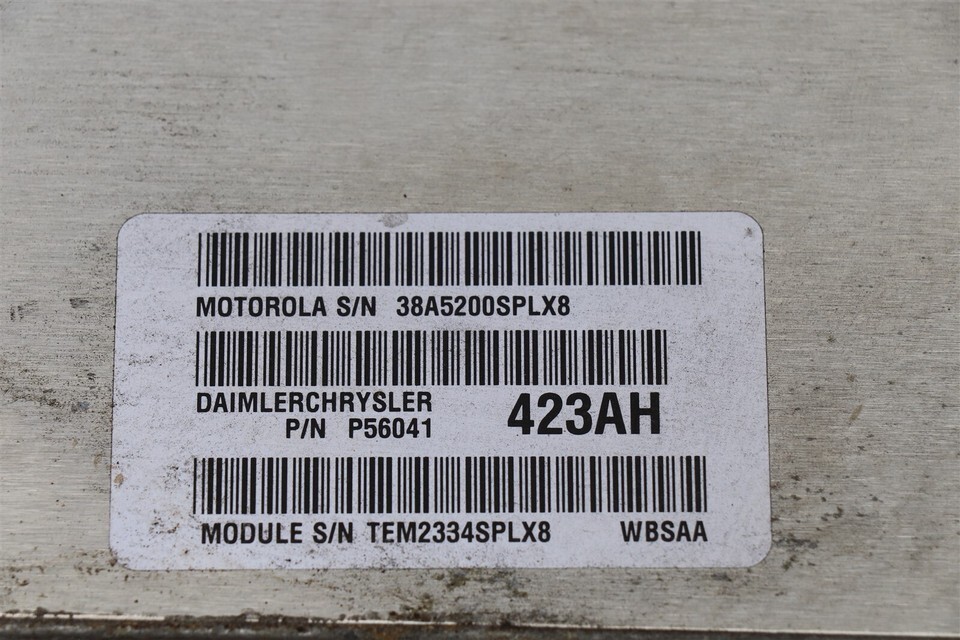 MOTOROLA S/N 38A5200SPLX8
DAIMLERCHRYSLER
P/N P56041 423AH
MODULE S/N TEM2334SPLX8 WBSAA